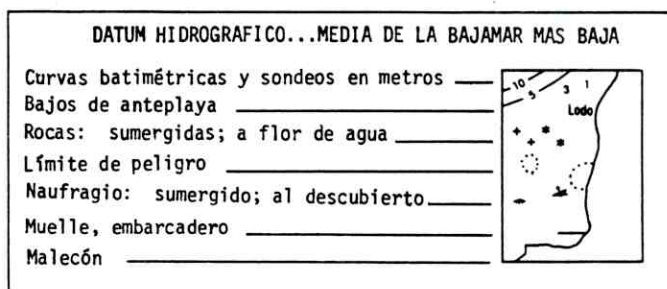 DATUM HIDROGRAFICO...MEDIA DE LA BAJAMAR MAS BAJA
Curvas batimétricas y sondeos en metros
Bajos de anteplaya
Rocas: sumergidas; a flor de agua
Límite de peligro
Naufragio: sumergido; al descubierto
Muelle, embarcadero
Malecón
10
5
3
1
Lodo